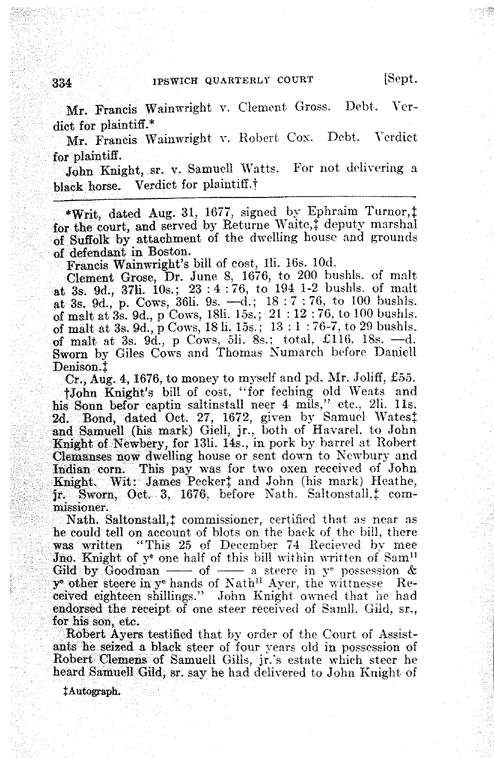 334 IPSWICH QUARTERLY COURT [Sept.
Mr. Francis Wainwright v. Clement Gross. Debt. Ver-
dict for plaintiff.*
Mr. Francis Wainwright v. Robert Cox. Debt. Verdict
for plaintiff.
John Knight, sr. v. Samuell Watts. For not delivering a
black horse. Verdict for plaintiff.†
*Writ, dated Aug. 31, 1677, signed by Ephraim Turnor,‡
for the court, and served by Returne Waite,‡ deputy marshal
of Suffolk by attachment of the dwelling house and grounds
of defendant in Boston.
Francis Wainwright's bill of cost, 1li. 16s. 10d.
Clement Grose, Dr. June 8, 1676, to 200 bushls. of malt
at 3s. 9d., 37li. 10s.; 23 : 4 : 76, to 194 1-2 bushls. of malt
at 3s. 9d., p. Cows, 36li. 9s. —d.; 18 : 7 : 76, to 100 bushls.
of malt at 3s. 9d., p Cows, 18li. 15s.; 21 : 12 : 76, to 100 bushls.
of malt at 3s. 9d., p Cows, 18 li. 15s.; 13 : 1 : 76-7, to 29 bushls.
of malt at 3s. 9d., p Cows, 5li. 8s.; total, £116. 18s. —d.
Sworn by Giles Cows and Thomas Numarch before Daniell
Denison.‡
Cr., Aug. 4, 1676, to money to myself and pd. Mr. Joliff, £55.
†John Knight's bill of cost, "for feching old Weats and
his Sonn befor captin saltinstall neer 4 mils," etc., 2li. 11s.
2d. Bond, dated Oct. 27, 1672, given by Samuel Wates‡
and Samuell (his mark) Giell, jr., both of Havarel. to John
Knight of Newbery, for 13li. 14s., in pork by barrel at Robert
Clemanses now dwelling house or sent down to Newbury and
Indian corn. This pay was for two oxen received of John
Knight. Wit: James Pecker‡ and John (his mark) Heathe,
jr. Sworn, Oct. 3, 1676, before Nath. Saltonstall,‡ com-
missioner.
Nath. Saltonstall,‡ commissioner, certified that as near as
he could tell on account of blots on the back of the bill, there
was written "This 25 of December 74 Recieved by mee
Jno. Knight of yᵉ one half of this bill within written of Samˡˡ
Gild by Goodman —— of —— a steere in yᵉ possession &
yᵉ other steere in yᵉ hands of Nathˡˡ Ayer, the witnesse Re-
ceived eighteen shillings." John Knight owned that he had
endorsed the receipt of one steer received of Samll. Gild, sr.,
for his son, etc.
Robert Ayers testified that by order of the Court of Assist-
ants he seized a black steer of four years old in possession of
Robert Clemens of Samuell Gills, jr.'s estate which steer he
heard Samuell Gild, sr. say he had delivered to John Knight of
‡Autograph.